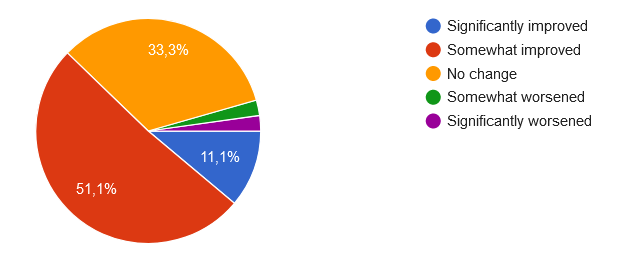 33,3%
11,1%
51,1%
Significantly improved
Somewhat improved
No change
Somewhat worsened
Significantly worsened